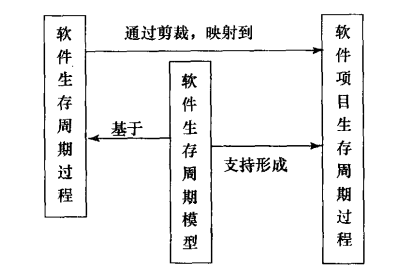 软件生存周期过程
通过剪裁，映射到
软件项目生存周期过程
基于
软件生存周期模型
支持形成